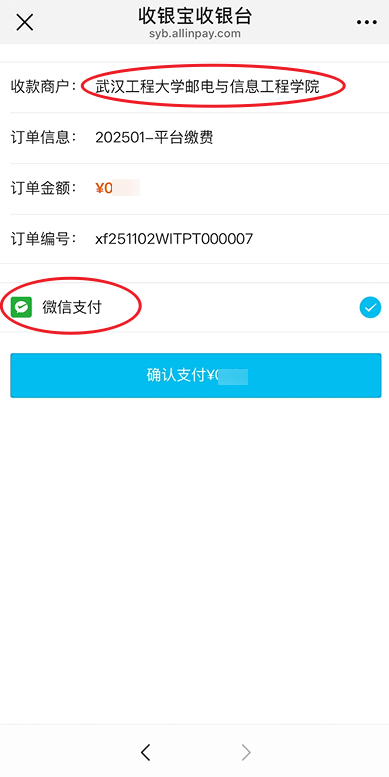 收银宝收银台
syb.allinpay.com
收款商户： 武汉工程大学邮电与信息工程学院
订单信息： 202501-平台缴费
订单金额： ¥0
订单编号： xf251102WITPT000007
微信支付
确认支付¥